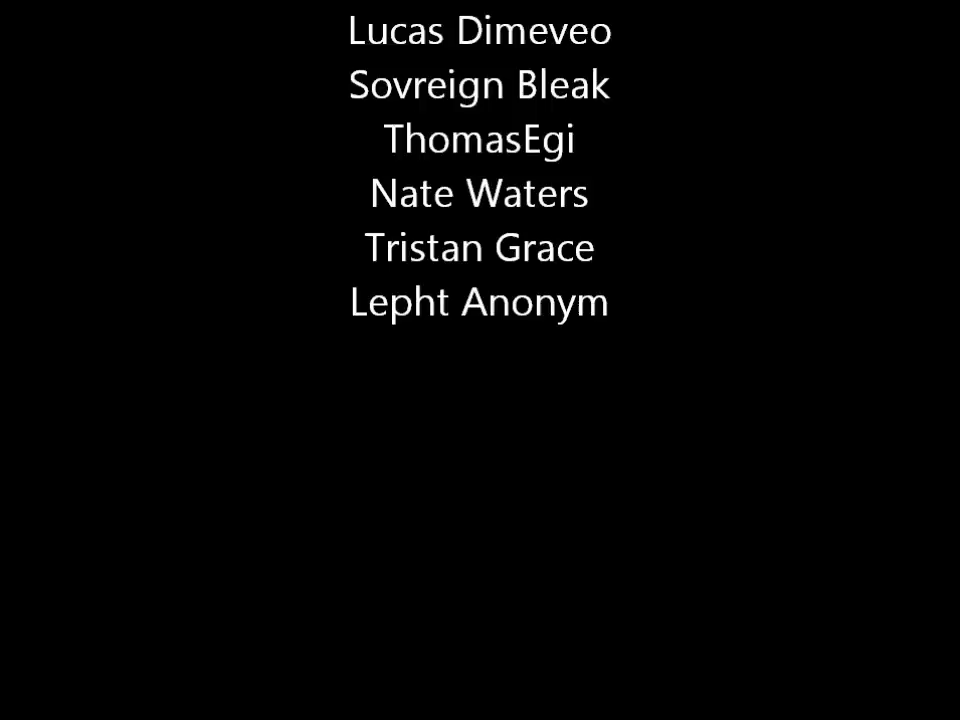 Lucas Dimeveo
Sovreign Bleak
ThomasEgi
Nate Waters
Tristan Grace
Lepht Anonym